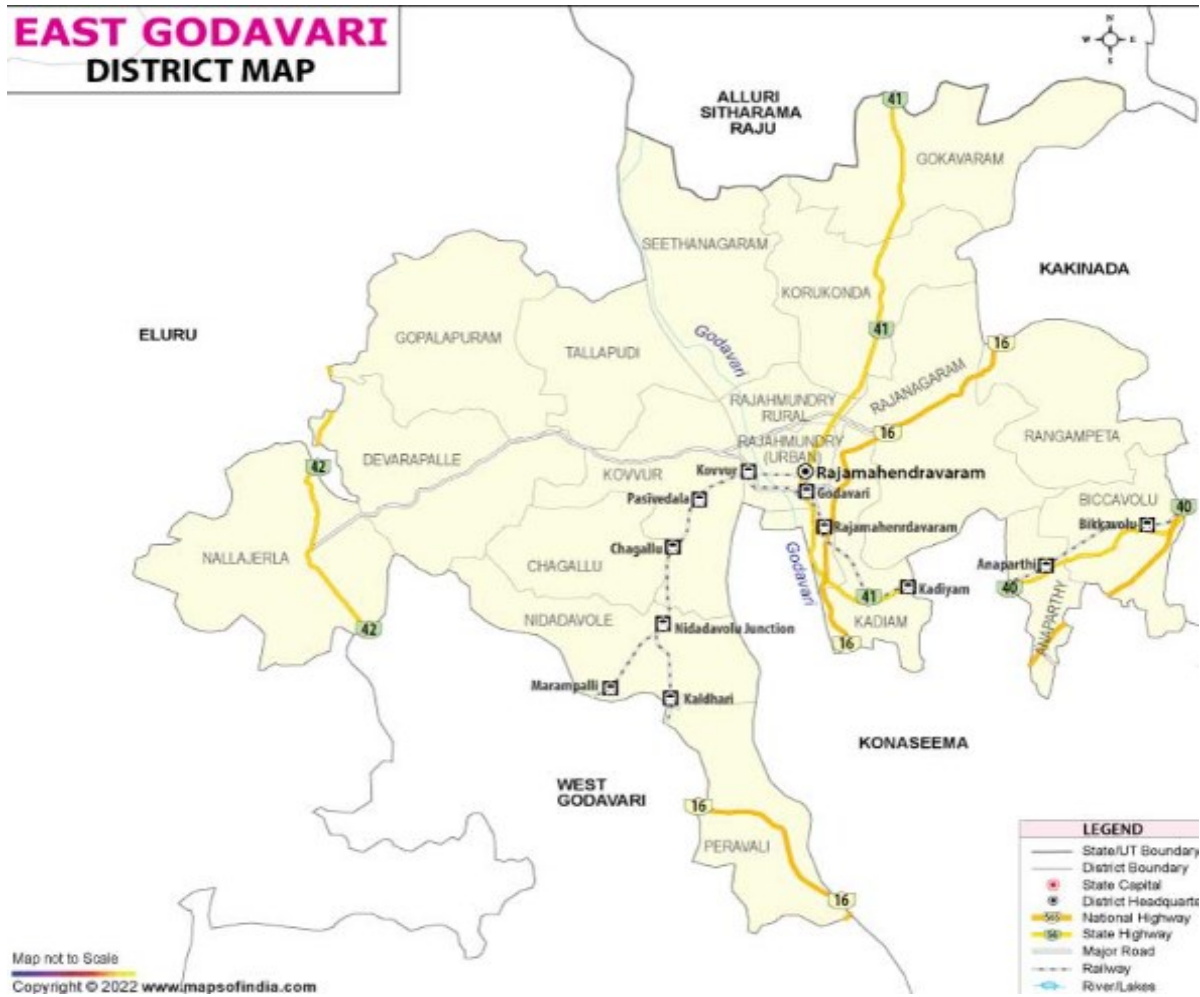 EAST GODAVARI
DISTRICT MAP
N
W E
S
ALLURI
SITHARAMA
RAJU
41
GOKAVARAM
SEETHANAGARAM
KAKINADA
KORUKONDA
ELURU
41
16
GOPALAPURAM
Godavari
TALLAPUDI
RAJANAGARAM
RAJAHMUNDRY
RURAL
16
RANGAMPETA
RAJAHMUNDRY
(URBAN)
DEVARAPALLE
42
KOVVUR
Kovvur
Rajamahendravaram
Godavari
Pasivedala
BICCAVOLU
40
Bikkavolu
Rajamahenrdavaram
Chagallu
NALLAJERLA
CHAGALLU
Godavari
Anaparthi
40
Kadiyam
41
KADIAM
ANAPARTHY
NIDADAVOLE
Nidadavolu Junction
42
16
Marampalli
Kaldhari
KONASEEMA
WEST
GODAVARI
16
PERAVALI
16
LEGEND
State/UT Boundary
District Boundary
State Capital
District Headquarte
National Highway
State Highway
Major Road
Railway
River/Lakes
Map not to Scale
Copyright © 2022 www.mapsofindia.com